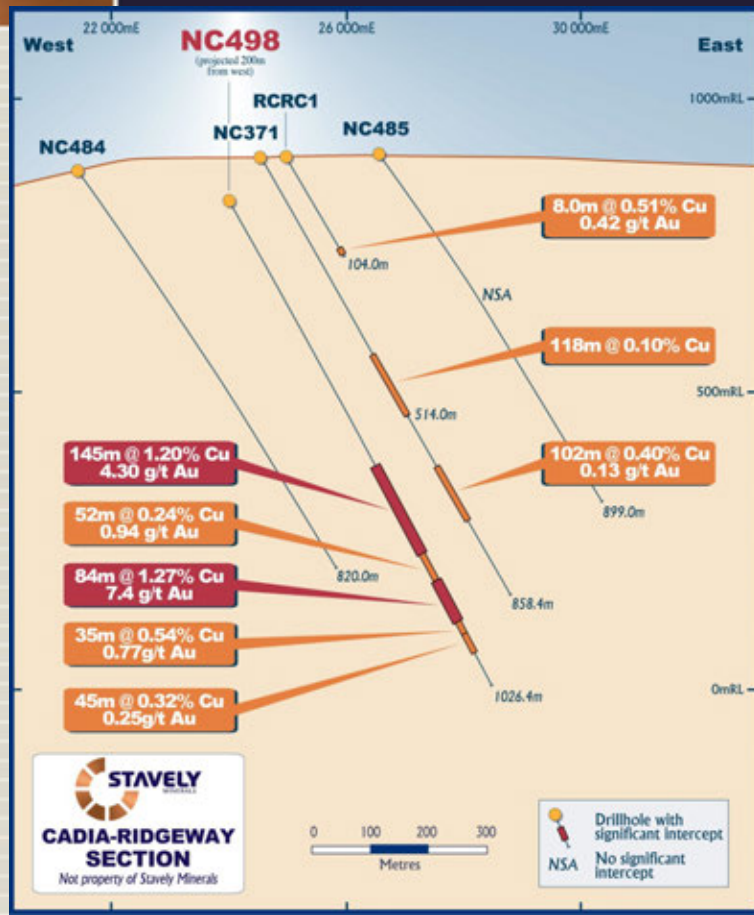 22 000mE
26 000mE
30 000mE
West
NC498
East
(projected 200m
from west)
1000mRL
RCRC1
NC371
NC485
NC484
8.0m @ 0.51% Cu
0.42 g/t Au
104.0m
NSA
118m @ 0.10% Cu
500mRL
514.0m
145m @ 1.20% Cu
4.30 g/t Au
102m @ 0.40% Cu
0.13 g/t Au
899.0m
52m @ 0.24% Cu
0.94 g/t Au
84m @ 1.27% Cu
7.4 g/t Au
820.0m
858.4m
35m @ 0.54% Cu
0.77g/t Au
45m @ 0.32% Cu
0.25g/t Au
1026.4m
0mRL
STAVELY
MINERALS
CADIA-RIDGEWAY
SECTION
Not property of Stavely Minerals
0 100 200 300
Metres
Drillhole with
significant intercept
NSA No significant
intercept